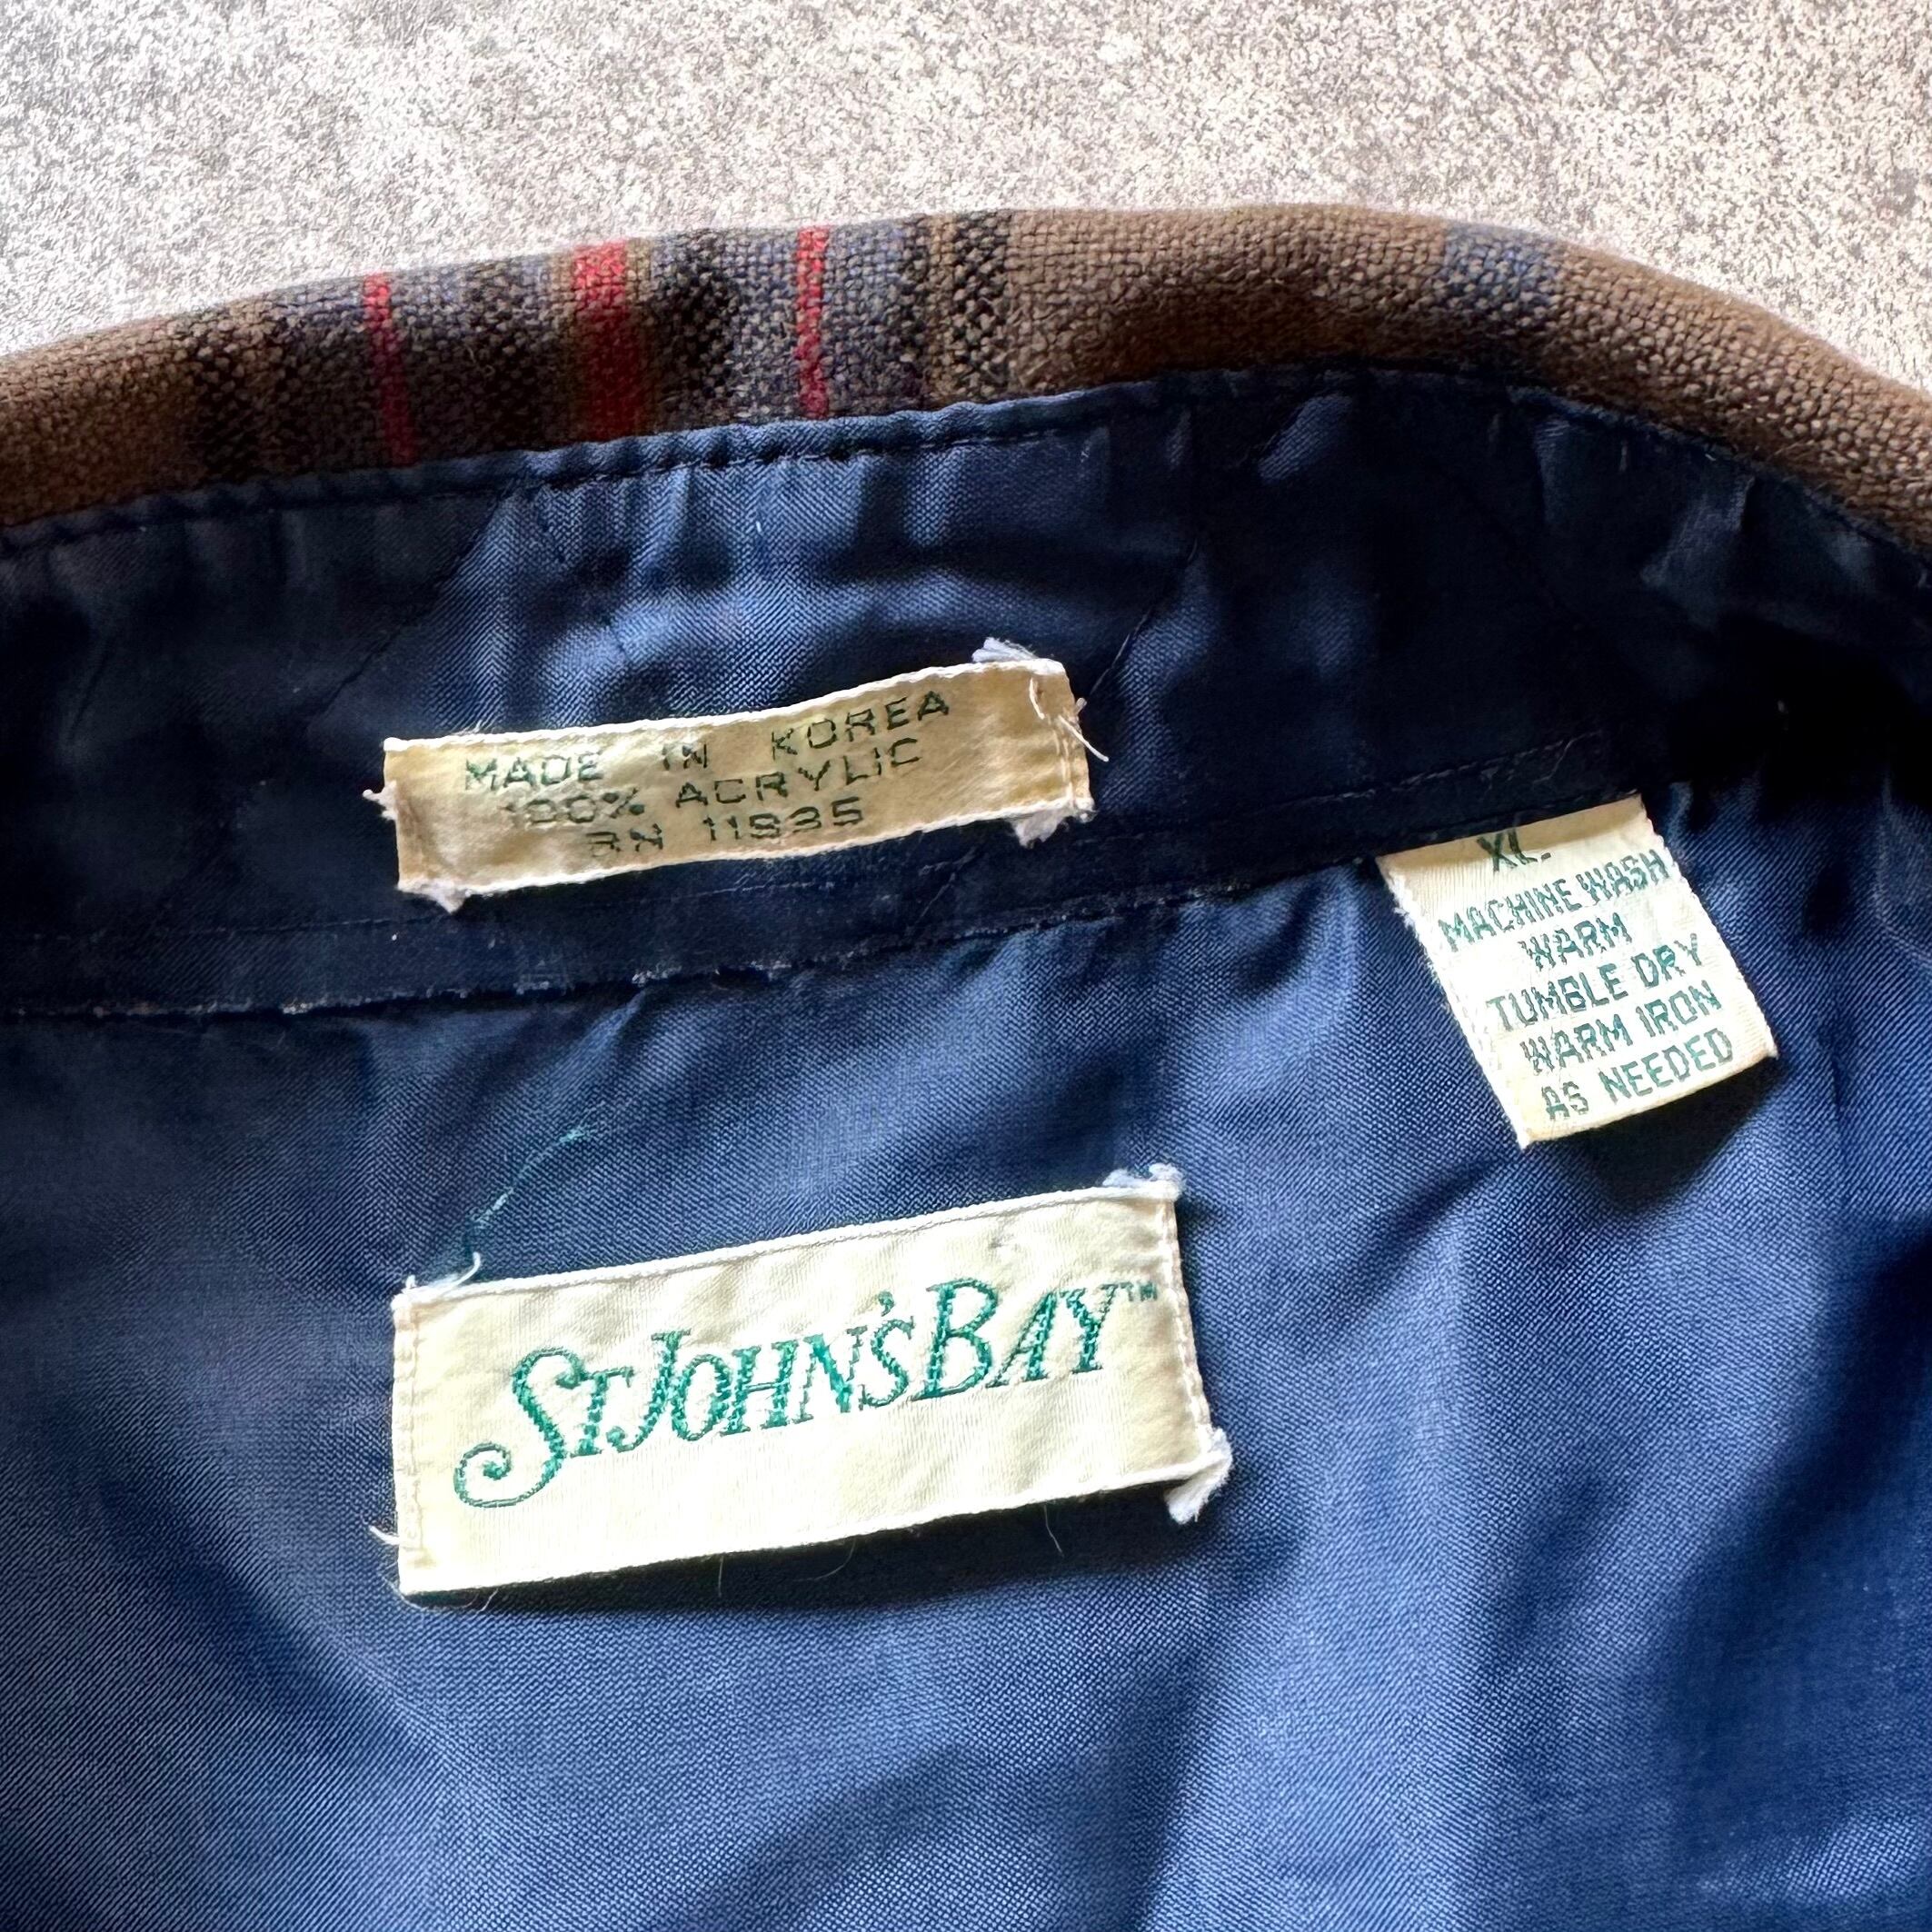 MADE IN KOREA
100% ACRYLIC
RN 11935
XL
MACHINE WASH
WARM
TUMBLE DRY
WARM IRON
AS NEEDED
ST JOHN'S BAY™